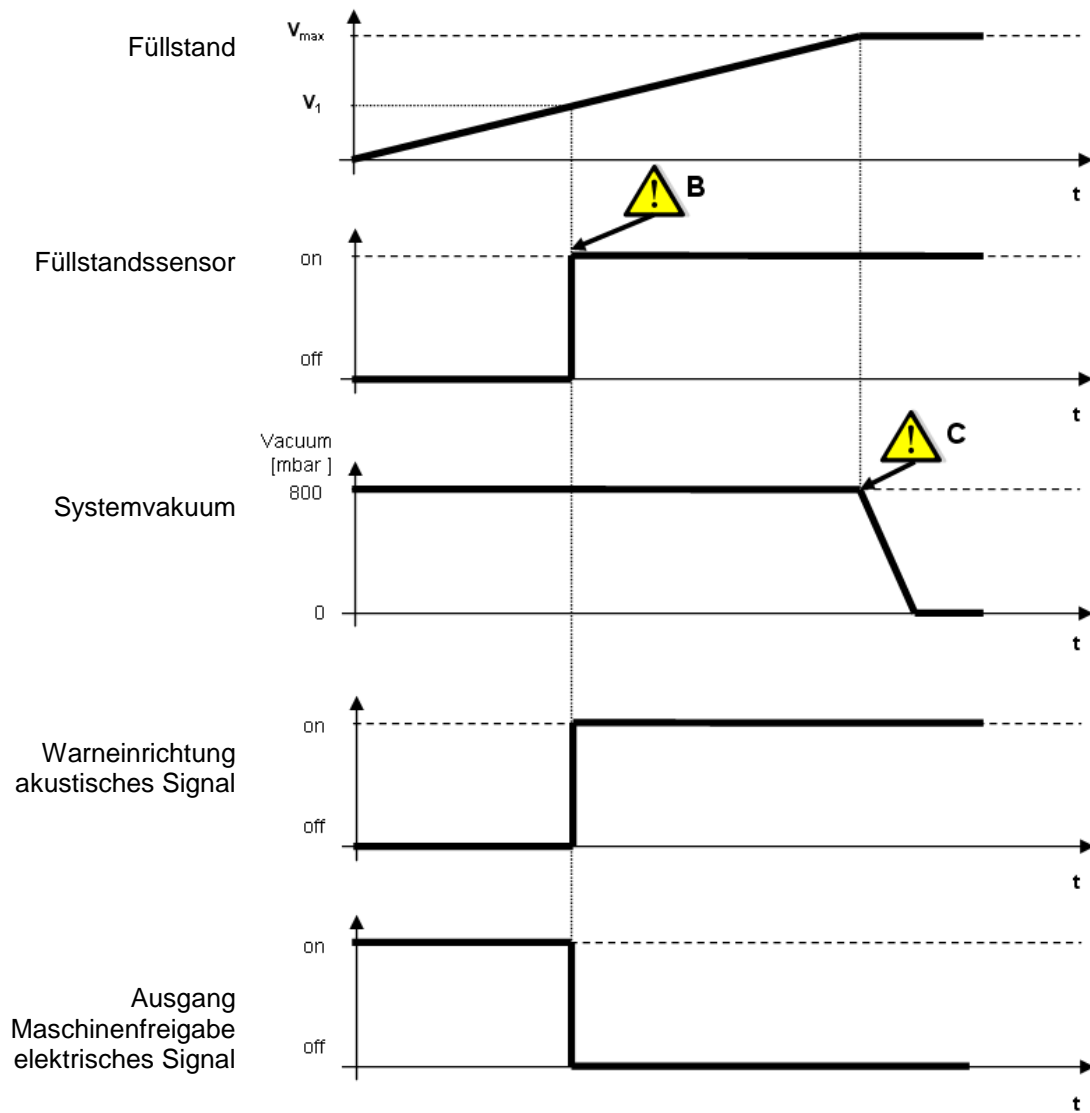 Füllstand
Vmax
V1
t
B
Füllstandssensor
on
off
t
C
Vacuum
[mbar ]
800
Systemvakuum
0
t
on
Warneinrichtung
akustisches Signal
off
t
on
Ausgang
Maschinenfreigabe
elektrisches Signal
off
t